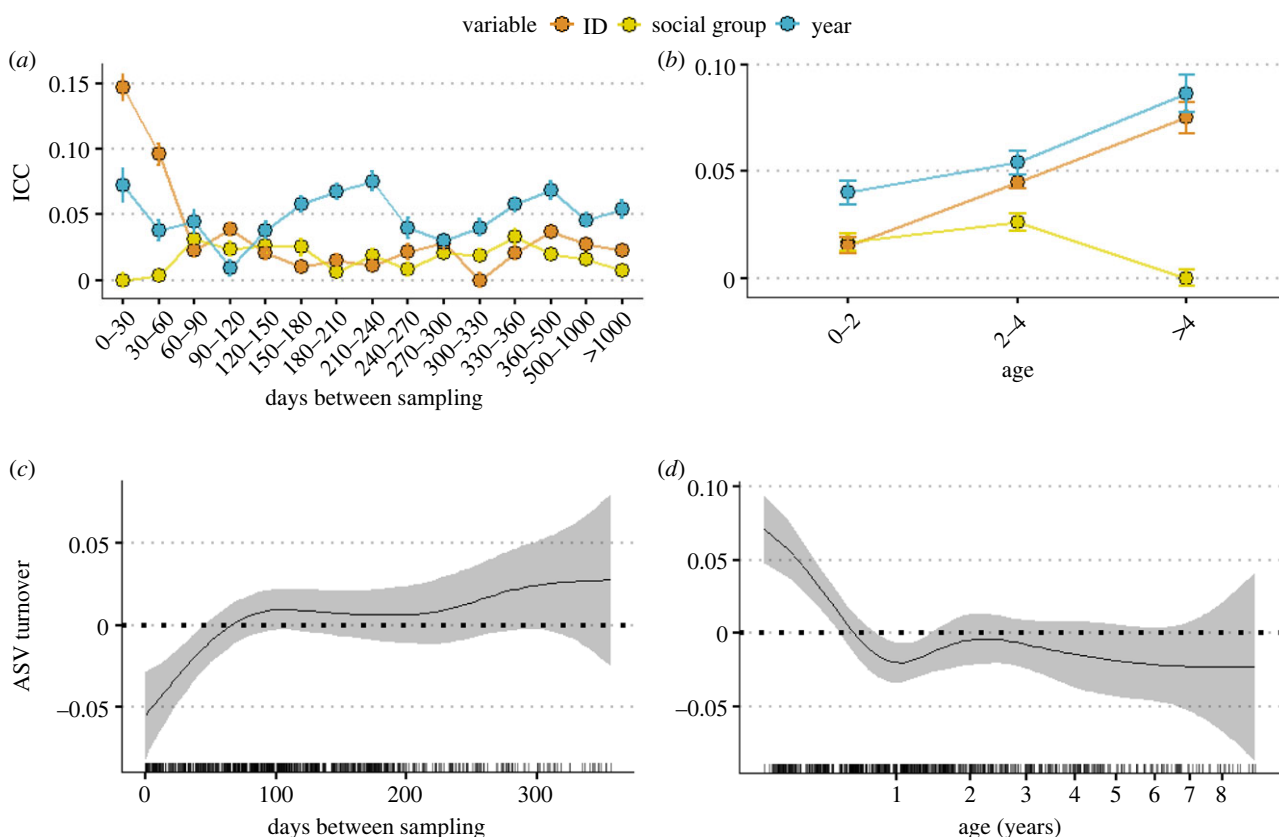 variable ID social group year
(a)
ICC
0.15
0.10
0.05
0
0–30
30–60
60–90
90–120
120–150
150–180
180–210
210–240
240–270
270–300
300–330
330–360
360–500
500–1000
>1000
days between sampling
(b)
0.10
0.05
0
0–2
2–4
>4
age
(c)
ASV turnover
0.05
0
–0.05
0 100 200 300
days between sampling
(d)
0.10
0.05
0
–0.05
1 2 3 4 5 6 7 8
age (years)